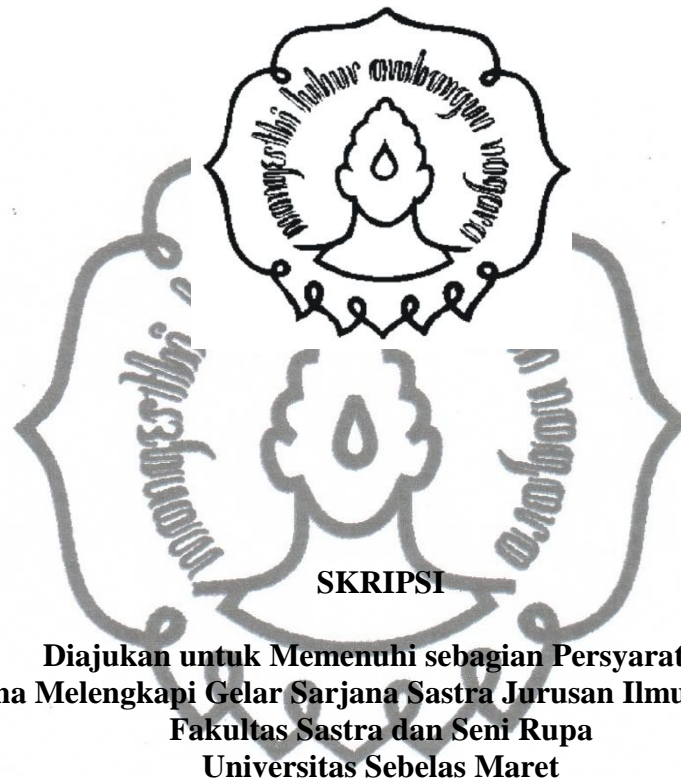 mangesthi luhur ambangun nagara
SKRIPSI
Diajukan untuk Memenuhi sebagian Persyarat
na Melengkapi Gelar Sarjana Sastra Jurusan Ilmu
Fakultas Sastra dan Seni Rupa
Universitas Sebelas Maret